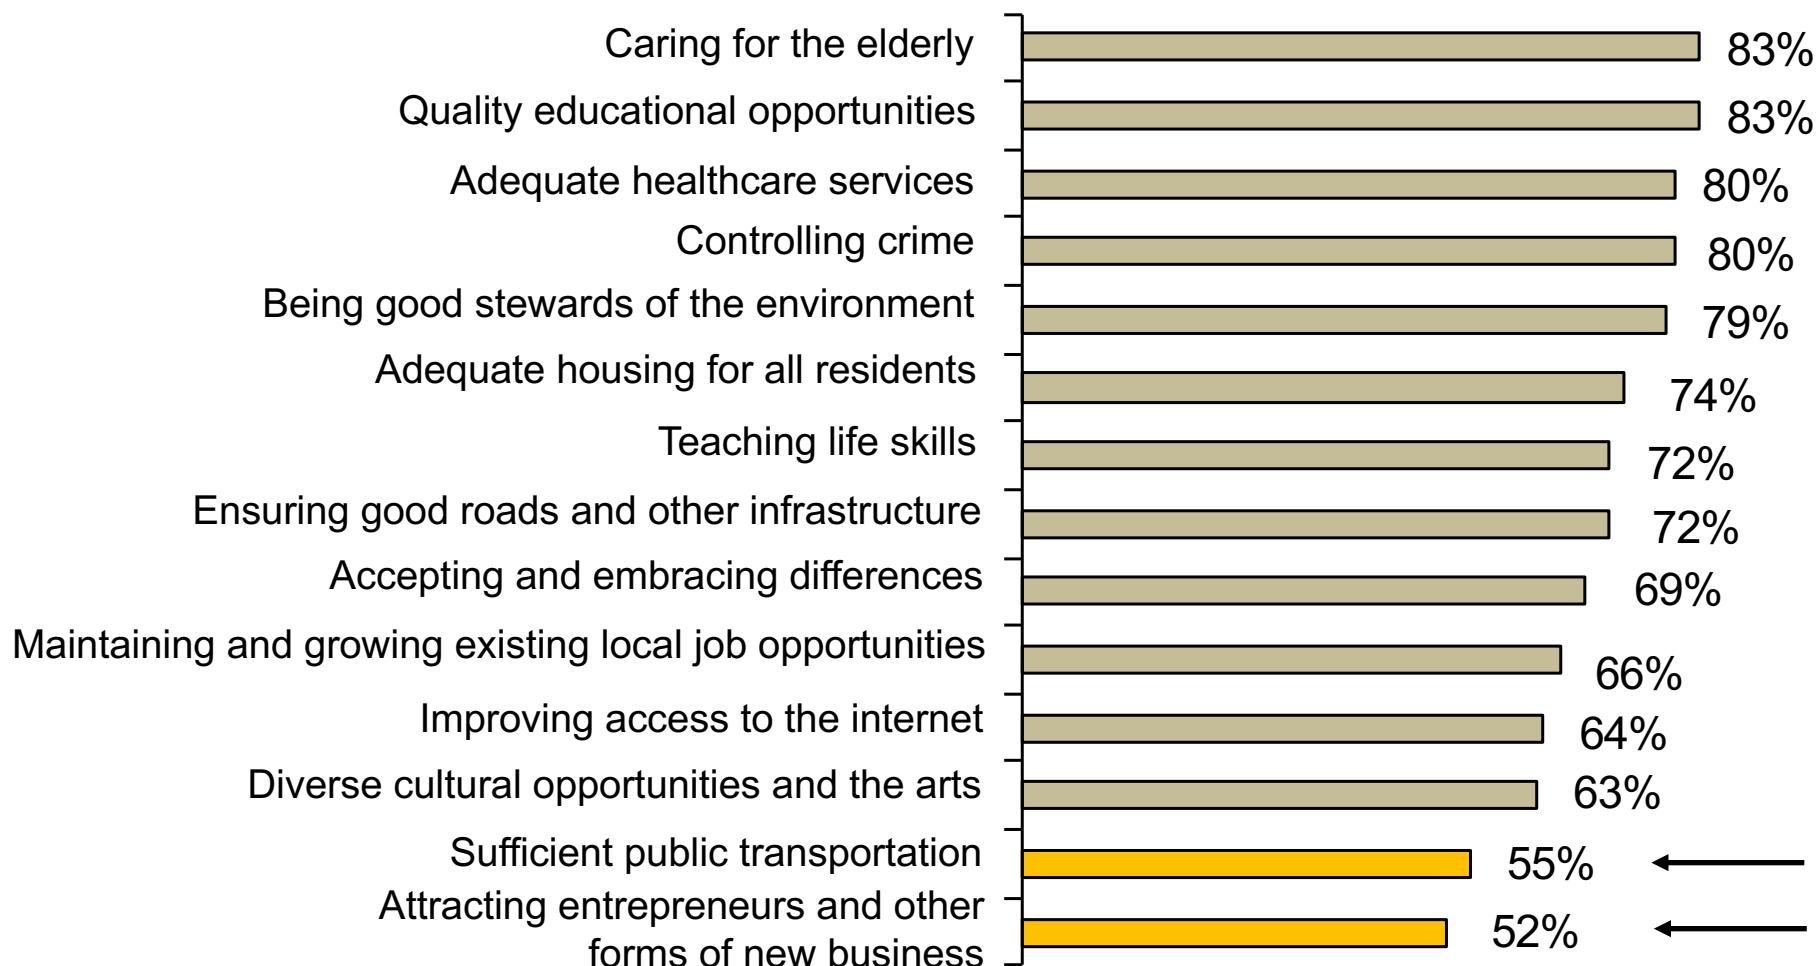 Caring for the elderly 83%
Quality educational opportunities 83%
Adequate healthcare services 80%
Controlling crime 80%
Being good stewards of the environment 79%
Adequate housing for all residents 74%
Teaching life skills 72%
Ensuring good roads and other infrastructure 72%
Accepting and embracing differences 69%
Maintaining and growing existing local job opportunities 66%
Improving access to the internet 64%
Diverse cultural opportunities and the arts 63%
Sufficient public transportation 55%
Attracting entrepreneurs and other
forms of new business 52%